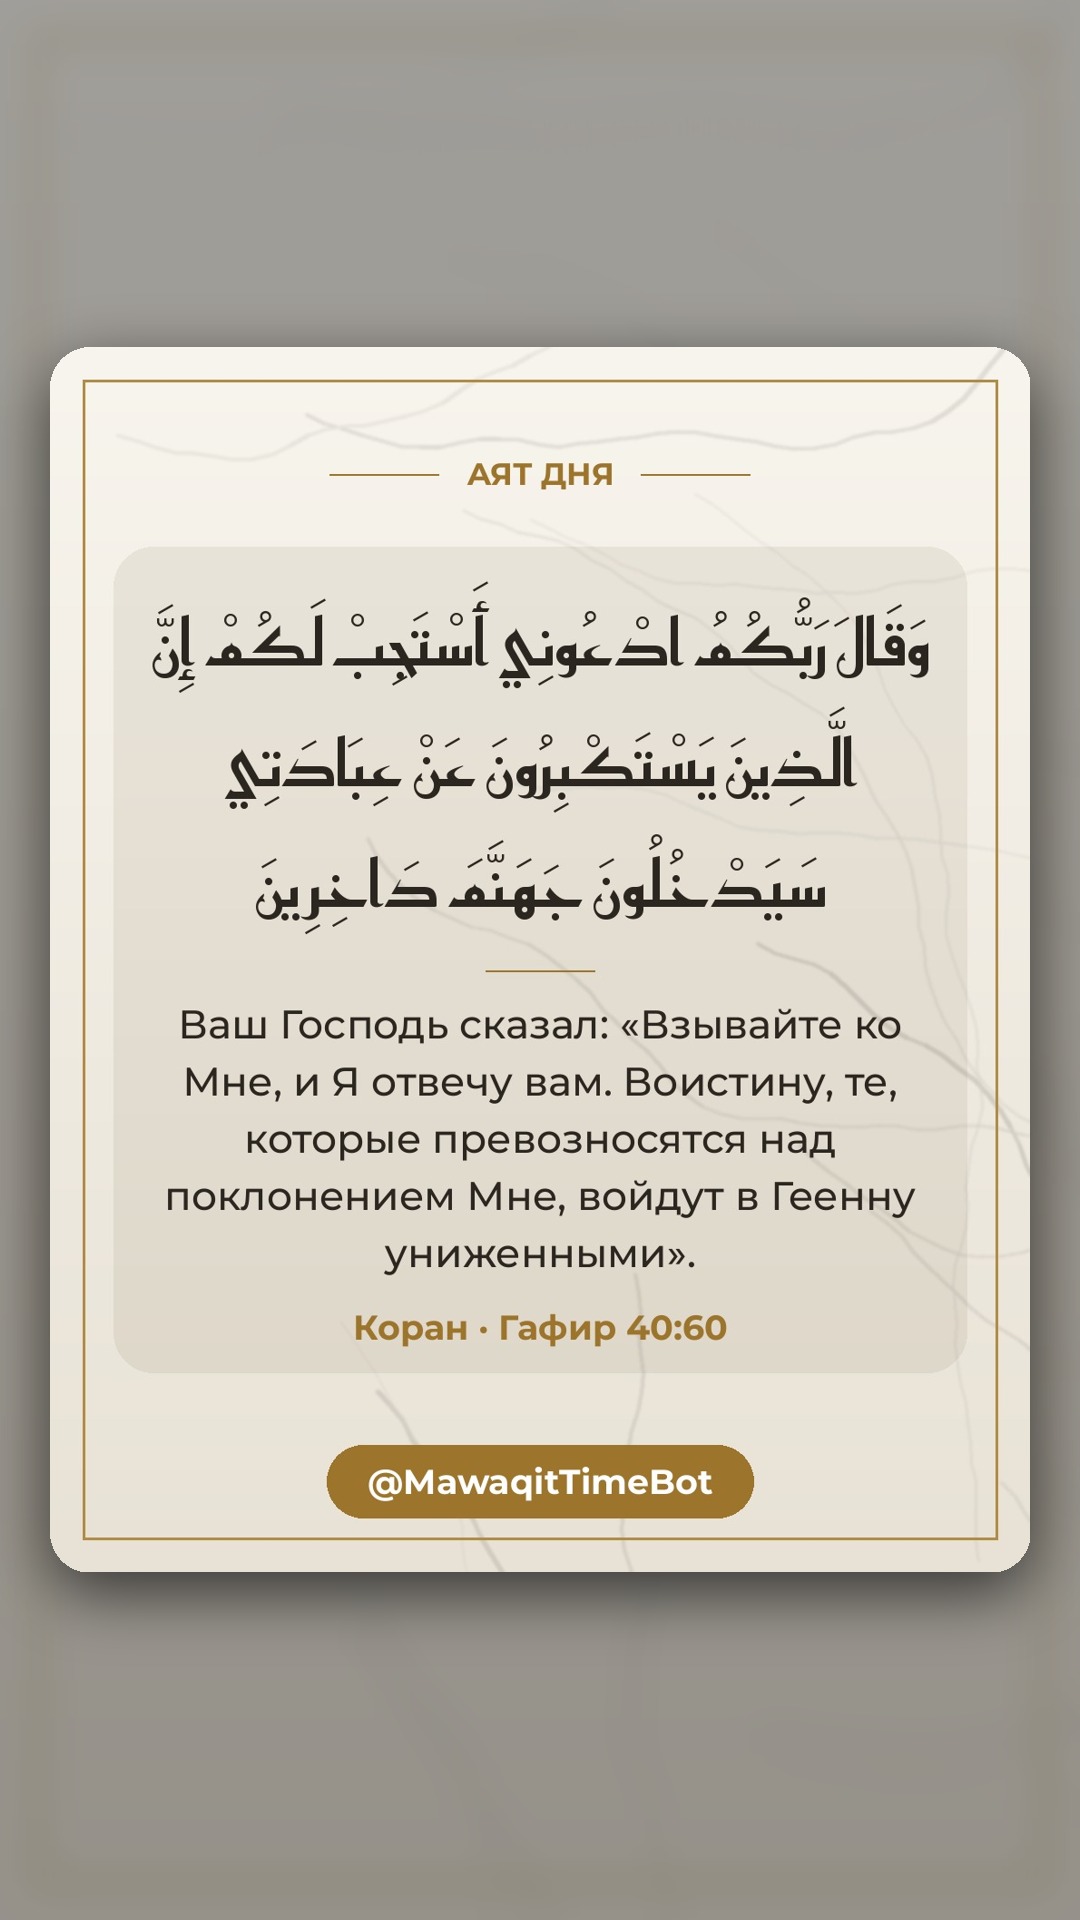 АЯТ ДНЯ
وَقَالَ رَبُّكُمُ ادْعُونِي أَسْتَجِبْ لَكُمْ إِنَّ
الَّذِينَ يَسْتَكْبِرُونَ عَنْ عِبَادَتِي
سَيَدْخُلُونَ جَهَنَّمَ دَاخِرِينَ
Ваш Господь сказал: «Взывайте ко
Мне, и Я отвечу вам. Воистину, те,
которые превозносятся над
поклонением Мне, войдут в Геенну
униженными».
Коран · Гафир 40:60
@MawaqitTimeBot